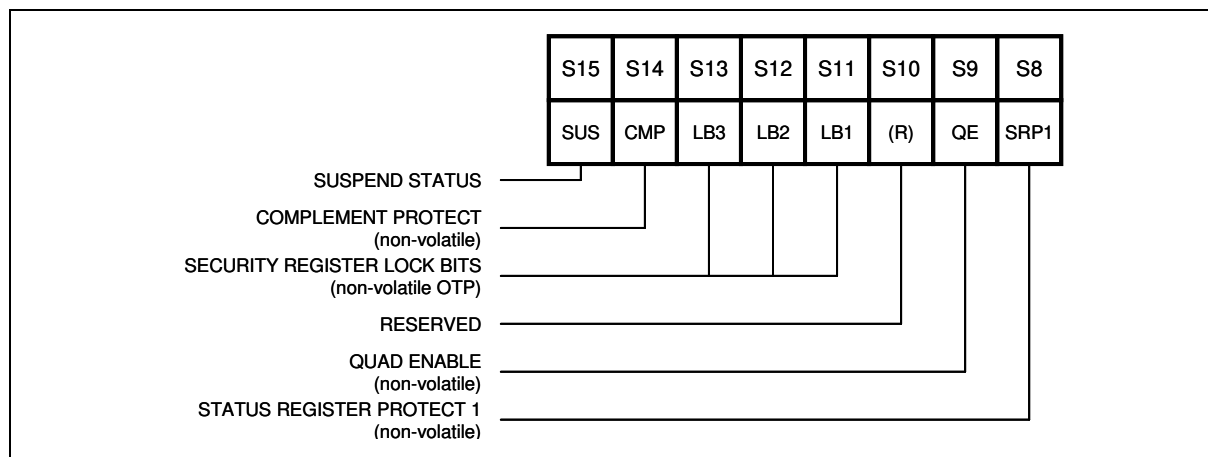 S15 S14 S13 S12 S11 S10 S9 S8
SUS CMP LB3 LB2 LB1 (R) QE SRP1
SUSPEND STATUS
COMPLEMENT PROTECT
(non-volatile)
SECURITY REGISTER LOCK BITS
(non-volatile OTP)
RESERVED
QUAD ENABLE
(non-volatile)
STATUS REGISTER PROTECT 1
(non-volatile)